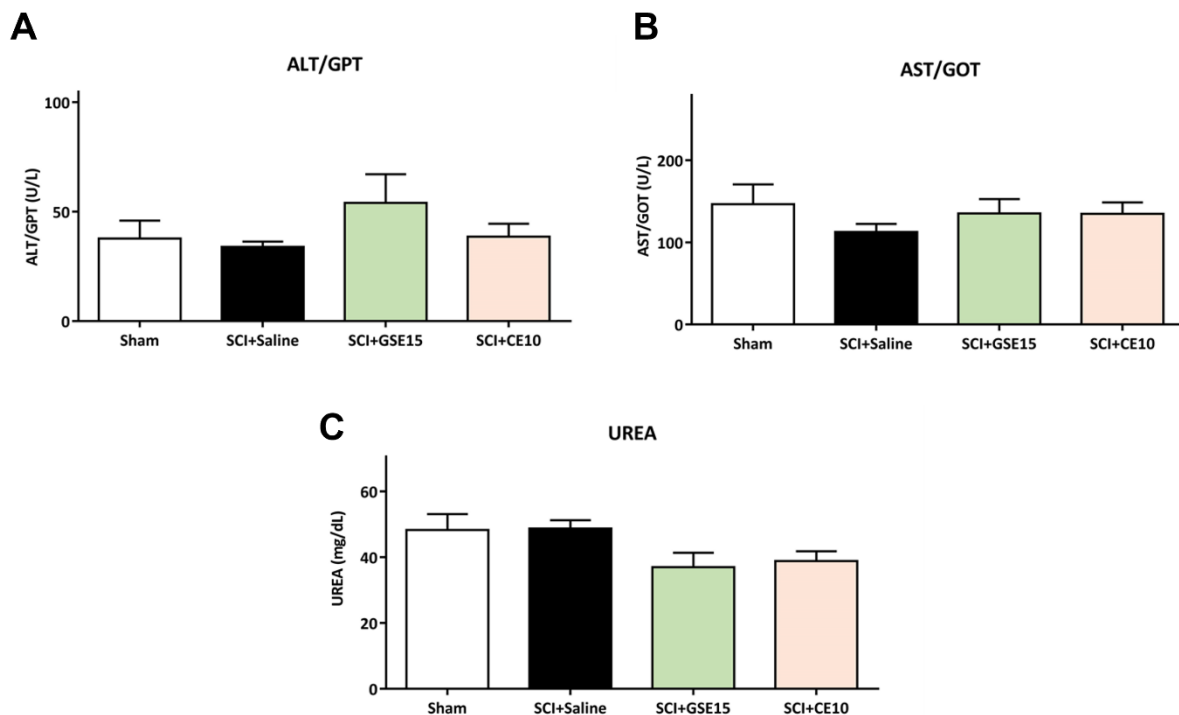 A
ALT/GPT
ALT/GPT (U/L)
100
50
0
Sham
SCI+Saline
SCI+GSE15
SCI+CE10
B
AST/GOT
AST/GOT (U/L)
200
100
0
Sham
SCI+Saline
SCI+GSE15
SCI+CE10
C
UREA
UREA (mg/dL)
60
40
20
0
Sham
SCI+Saline
SCI+GSE15
SCI+CE10